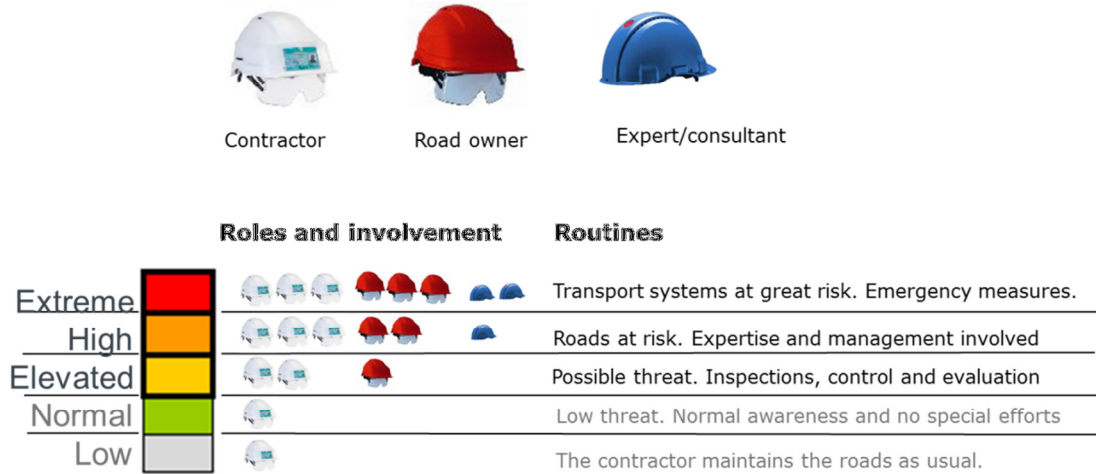 Contractor
Road owner
Expert/consultant
Roles and involvement
Routines
Extreme
Transport systems at great risk. Emergency measures.
High
Roads at risk. Expertise and management involved
Elevated
Possible threat. Inspections, control and evaluation
Normal
Low threat. Normal awareness and no special efforts
Low
The contractor maintains the roads as usual.